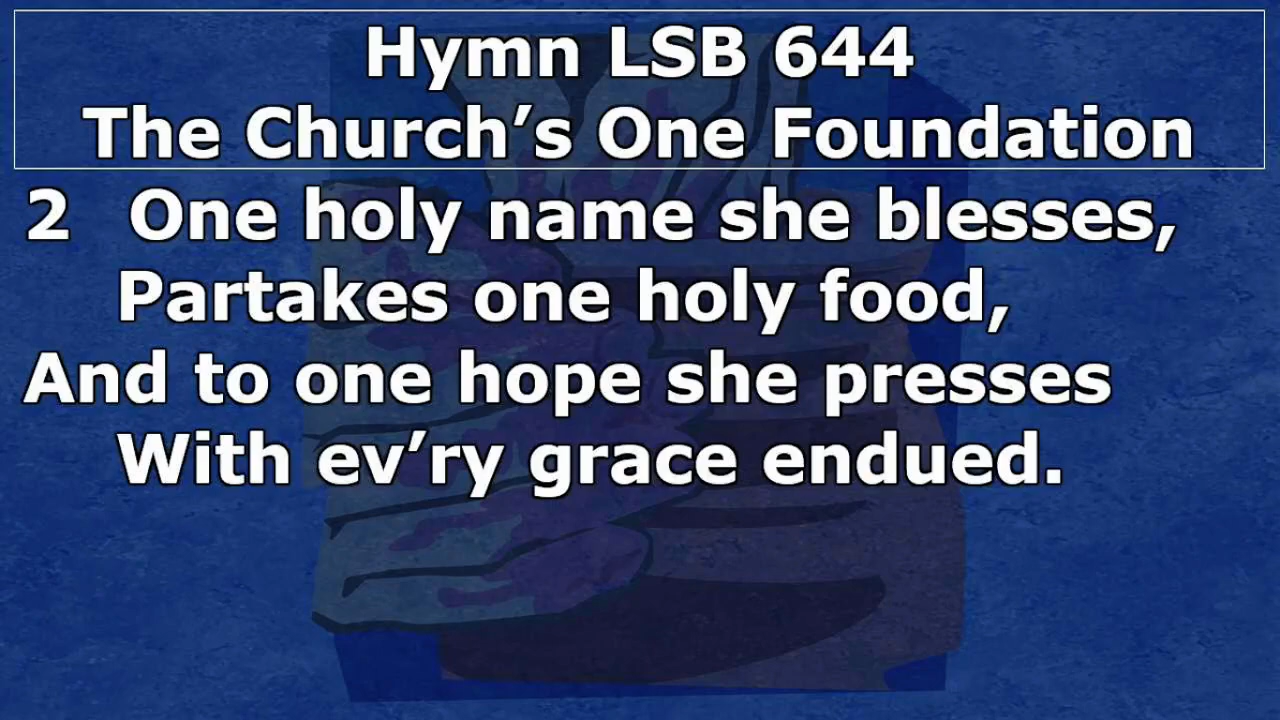 Hymn LSB 644
The Church’s One Foundation
2 One holy name she blesses,
Partakes one holy food,
And to one hope she presses
With ev’ry grace endued.